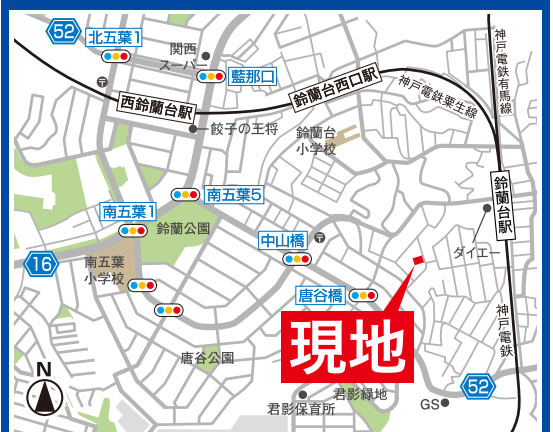 52
北五葉1
関西
スーパー
藍那口
西鈴蘭台駅
餃子の王将
鈴蘭台西口駅
神戸電鉄粟生線
神戸電鉄有馬線
鈴蘭台
小学校
南五葉5
鈴蘭台駅
南五葉1
鈴蘭公園
中山橋
ダイエー
16
南五葉
小学校
唐谷橋
現地
神戸電鉄
唐谷公園
52
N
君影緑地
君影保育所
GS